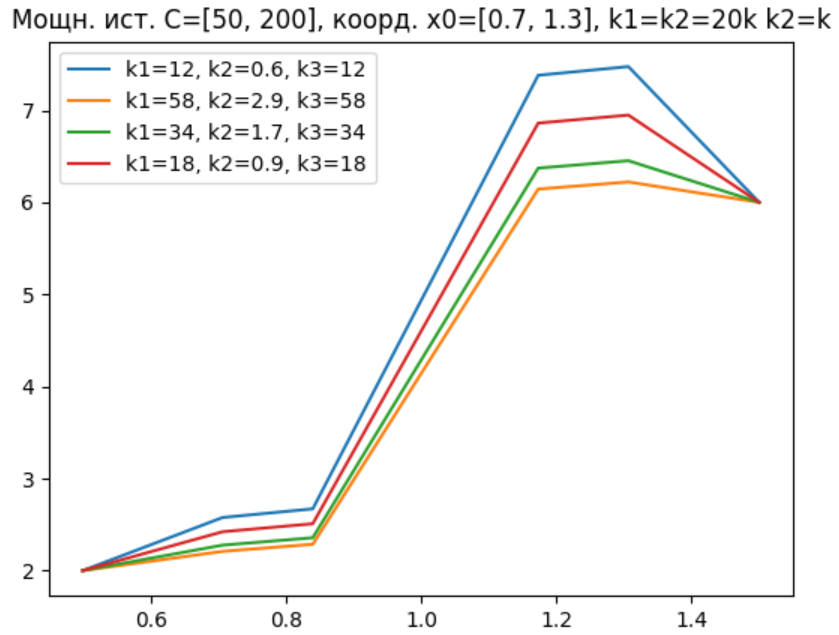 Мощн. ист. C=[50, 200], коорд. x0=[0.7, 1.3], k1=k2=20k k2=k
k1=12, k2=0.6, k3=12
k1=58, k2=2.9, k3=58
k1=34, k2=1.7, k3=34
k1=18, k2=0.9, k3=18
7
6
5
4
3
2
0.6 0.8 1.0 1.2 1.4